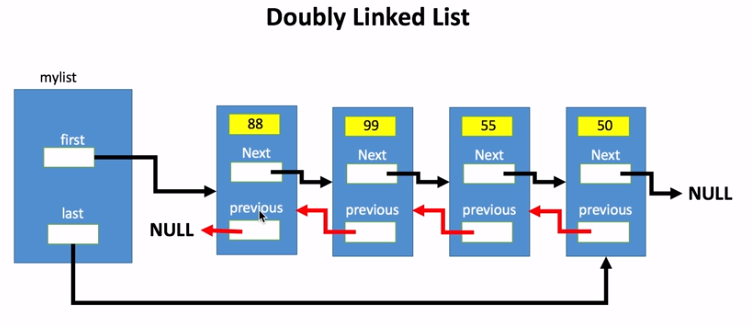 Doubly Linked List
mylist
first
last
88
Next
previous
99
Next
previous
55
Next
previous
50
Next
previous
NULL
NULL